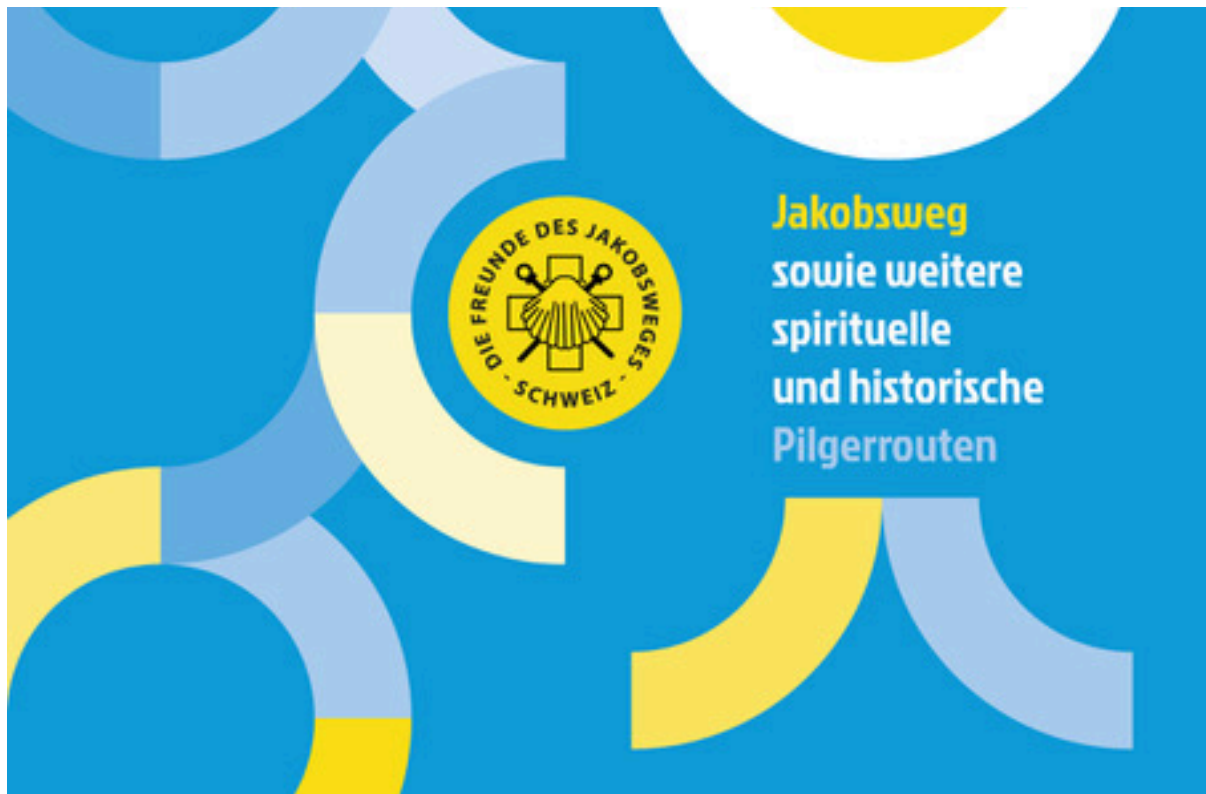 DIE FREUNDE DES JAKOBSWEGES
- SCHWEIZ -
Jakobsweg
sowie weitere
spirituelle
und historische
Pilgerrouten